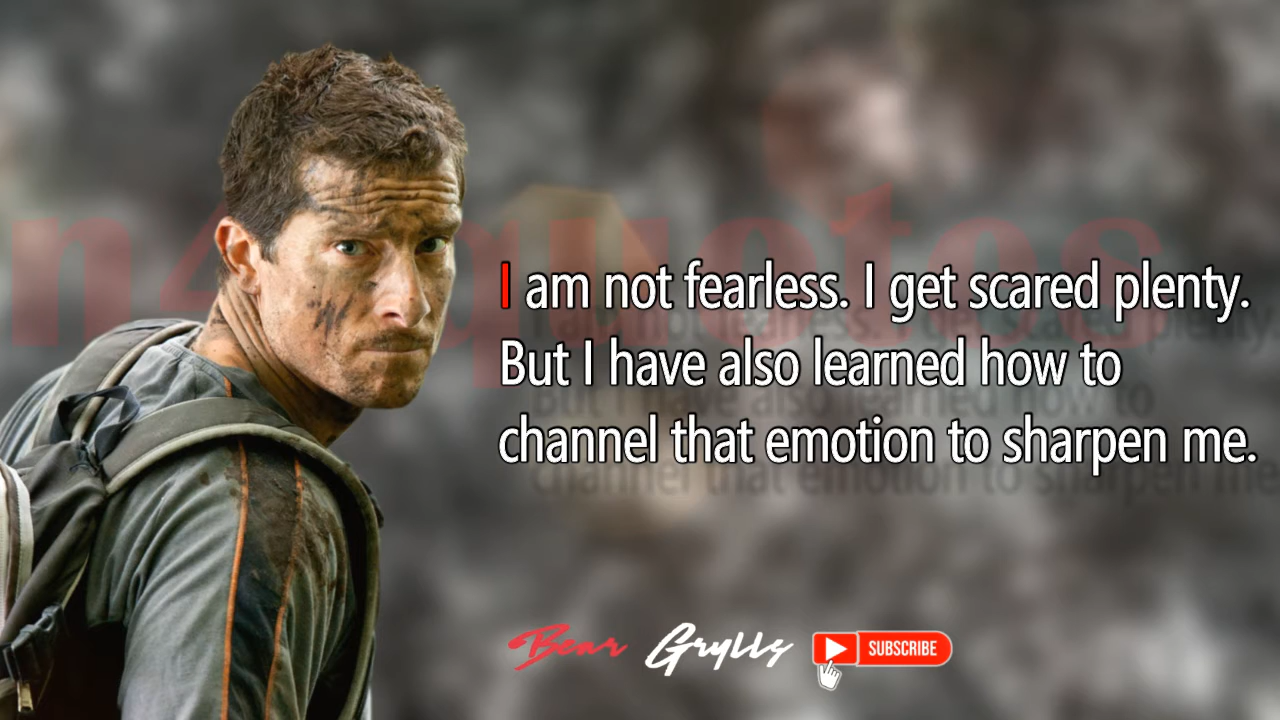 n4quotes
I am not fearless. I get scared plenty.
But I have also learned how to
channel that emotion to sharpen me.
Bear Grylls
SUBSCRIBE